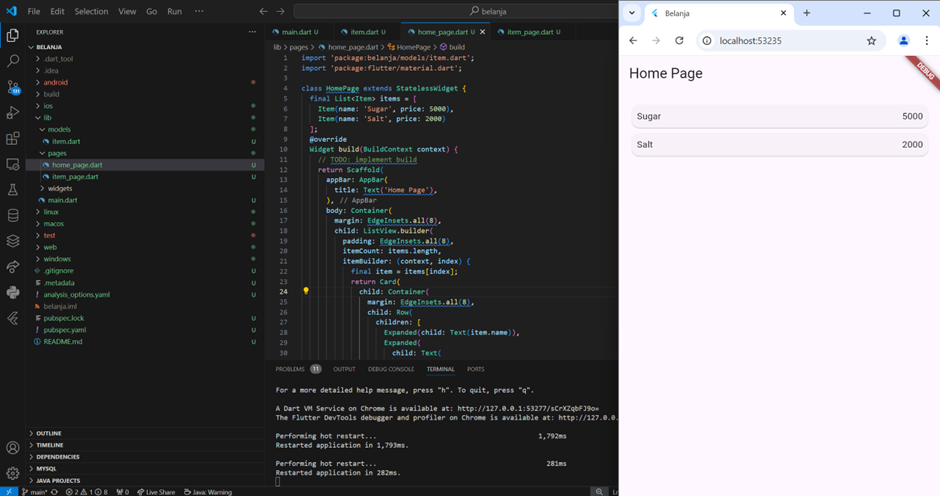 File Edit Selection View Go Run ··· belanja
EXPLORER ···
BELANJA
.dart_tool
.idea
android
build
ios
lib
models
item.dart U
pages
home_page.dart U
item_page.dart U
widgets
main.dart U
linux
macos
test
web
windows
.gitignore U
.metadata U
analysis_options.yaml U
belanja.iml
pubspec.lock U
pubspec.yaml U
README.md U
OUTLINE
TIMELINE
DEPENDENCIES
MYSQL
JAVA PROJECTS
main.dart U item.dart U home_page.dart U item_page.dart U
lib > pages > home_page.dart > HomePage > build
1 import 'package:belanja/models/item.dart';
2 import 'package:flutter/material.dart';
3
4 class HomePage extends StatelessWidget {
5 final List<Item> items = [
6 Item(name: 'Sugar', price: 5000),
7 Item(name: 'Salt', price: 2000)
8 ];
9 @override
10 Widget build(BuildContext context) {
11 // TODO: implement build
12 return Scaffold(
13 appBar: AppBar(
14 title: Text('Home Page'),
15 ), // AppBar
16 body: Container(
17 margin: EdgeInsets.all(8),
18 child: ListView.builder(
19 padding: EdgeInsets.all(8),
20 itemCount: items.length,
21 itemBuilder: (context, index) {
22 final item = items[index];
23 return Card(
24 child: Container(
25 margin: EdgeInsets.all(8),
26 child: Row(
27 children: [
28 Expanded(child: Text(item.name)),
29 Expanded(
30 child: Text(
PROBLEMS 11 OUTPUT DEBUG CONSOLE TERMINAL PORTS
For a more detailed help message, press "h". To quit, press "q".
A Dart VM Service on Chrome is available at: http://127.0.0.1:53277/sCrXZqbFJ9o=
The Flutter DevTools debugger and profiler on Chrome is available at: http://127.0.
Performing hot restart... 1,792ms
Restarted application in 1,793ms.
Performing hot restart... 281ms
Restarted application in 282ms.
main* 2 1 8 0 Live Share Java: Warning
Belanja
localhost:53235
DEBUG
Home Page
Sugar 5000
Salt 2000